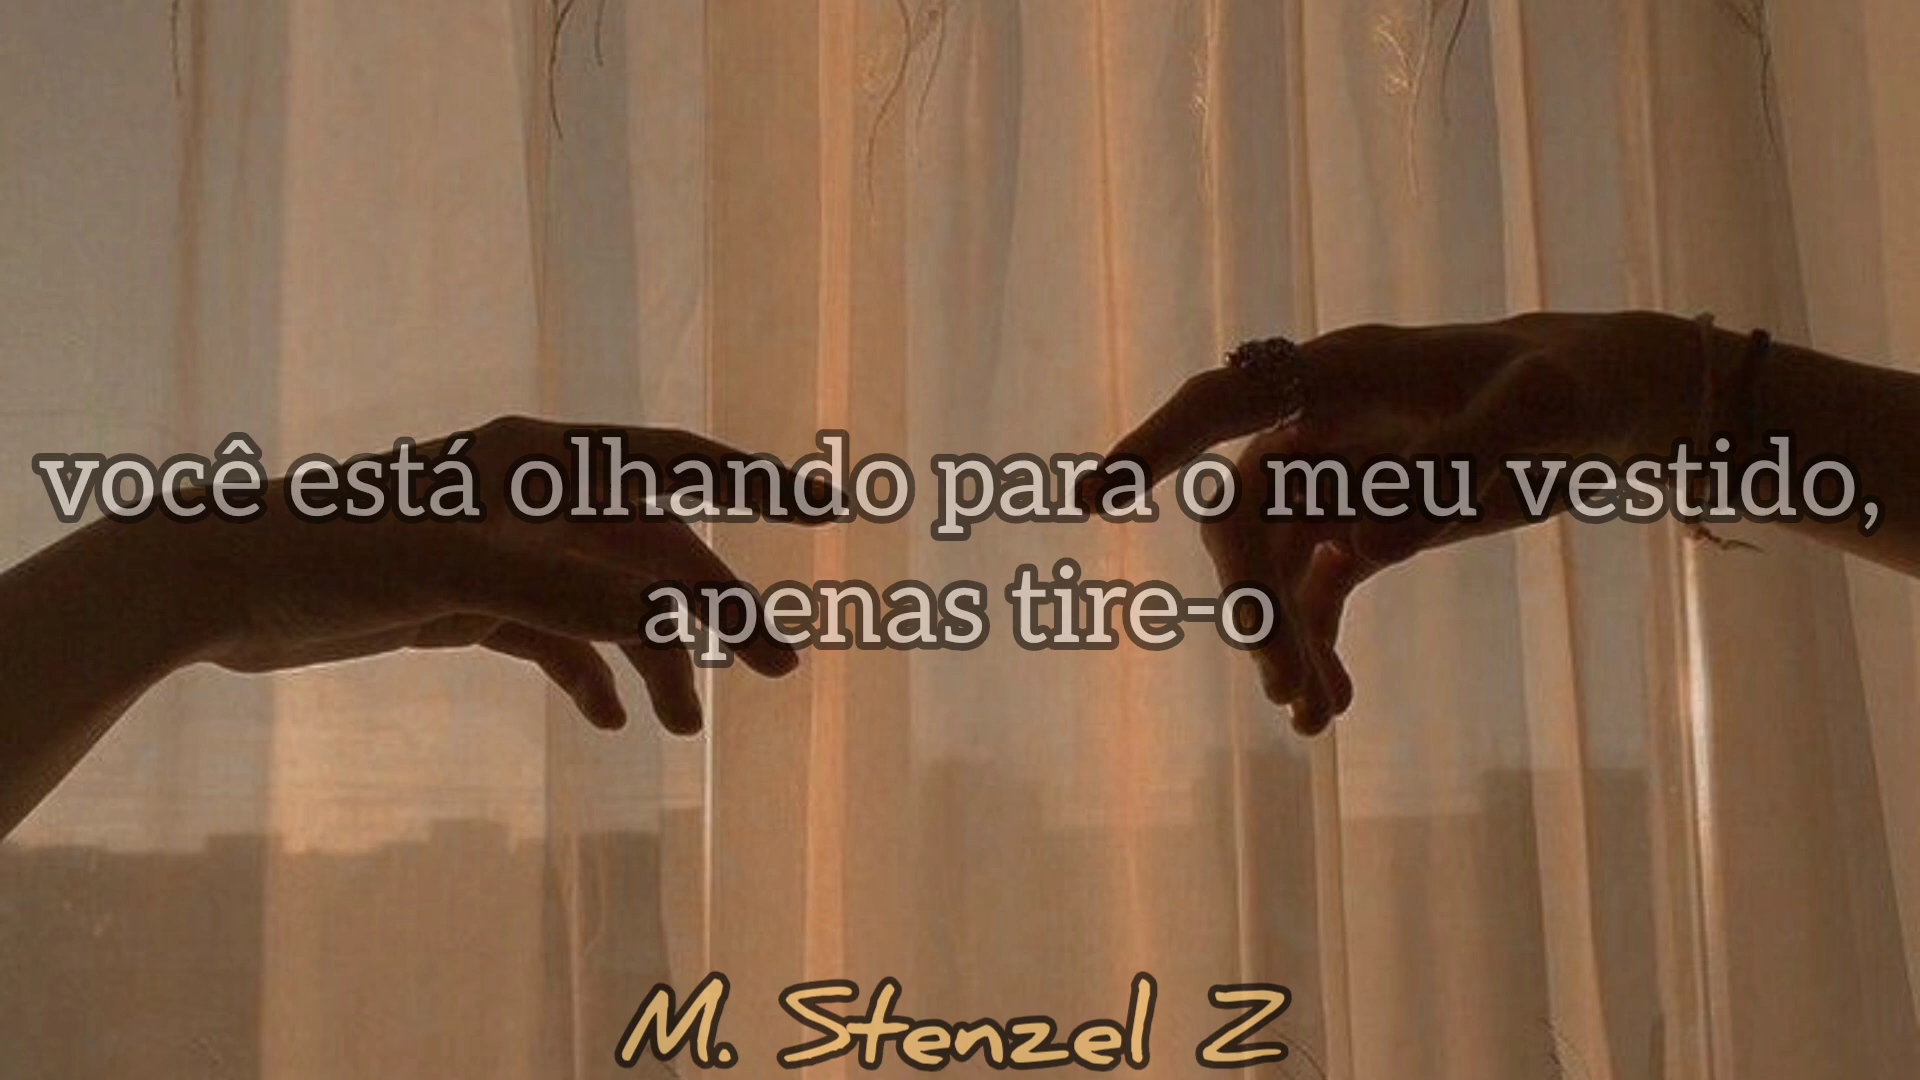 você está olhando para o meu vestido,
apenas tire-o
M. Stenzel Z